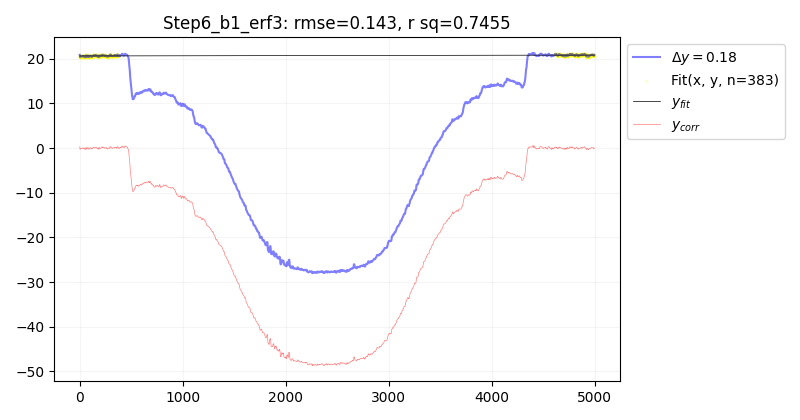 Step6_b1_erf3: rmse=0.143, r sq=0.7455
Δy = 0.18
Fit(x, y, n=383)
y_fit
y_corr
20
10
0
−10
−20
−30
−40
−50
0 1000 2000 3000 4000 5000